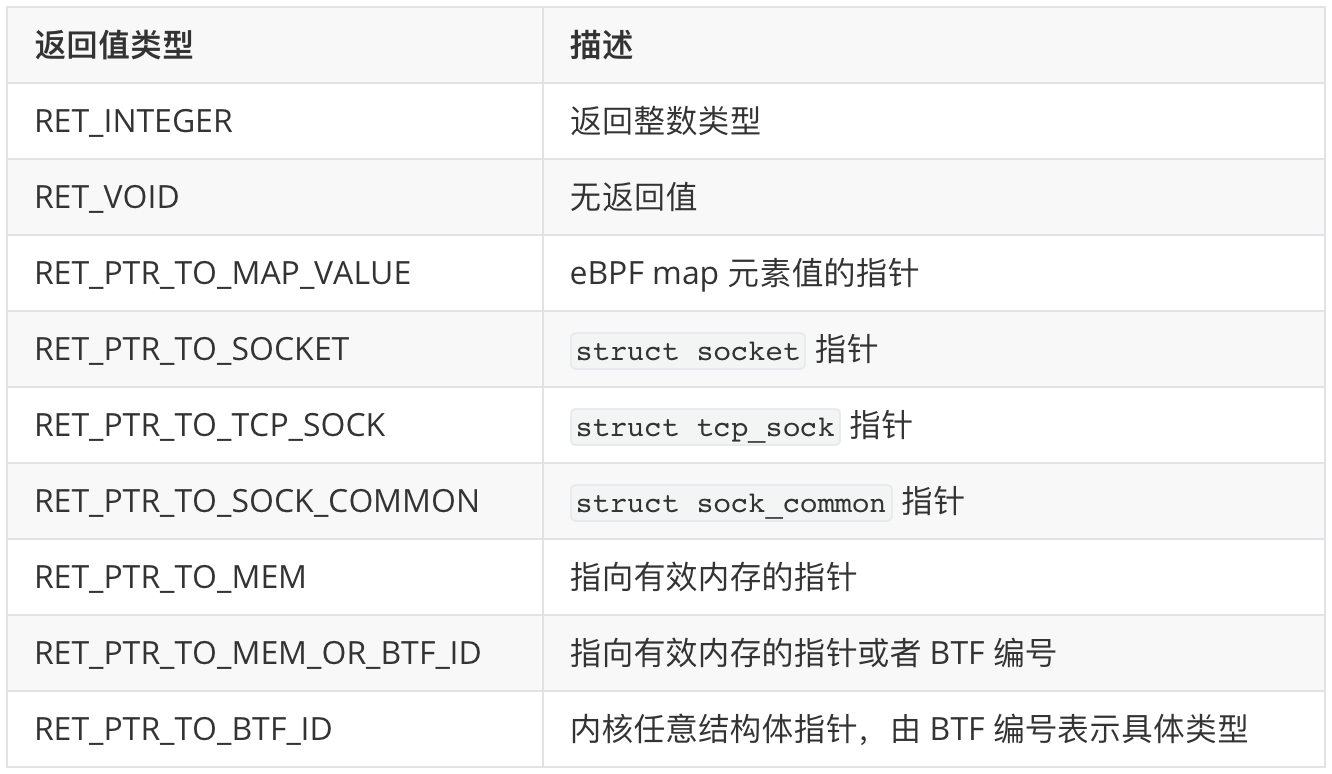 返回值类型 描述
RET_INTEGER 返回整数类型
RET_VOID 无返回值
RET_PTR_TO_MAP_VALUE eBPF map 元素值的指针
RET_PTR_TO_SOCKET struct socket 指针
RET_PTR_TO_TCP_SOCK struct tcp_sock 指针
RET_PTR_TO_SOCK_COMMON struct sock_common 指针
RET_PTR_TO_MEM 指向有效内存的指针
RET_PTR_TO_MEM_OR_BTF_ID 指向有效内存的指针或者 BTF 编号
RET_PTR_TO_BTF_ID 内核任意结构体指针，由 BTF 编号表示具体类型